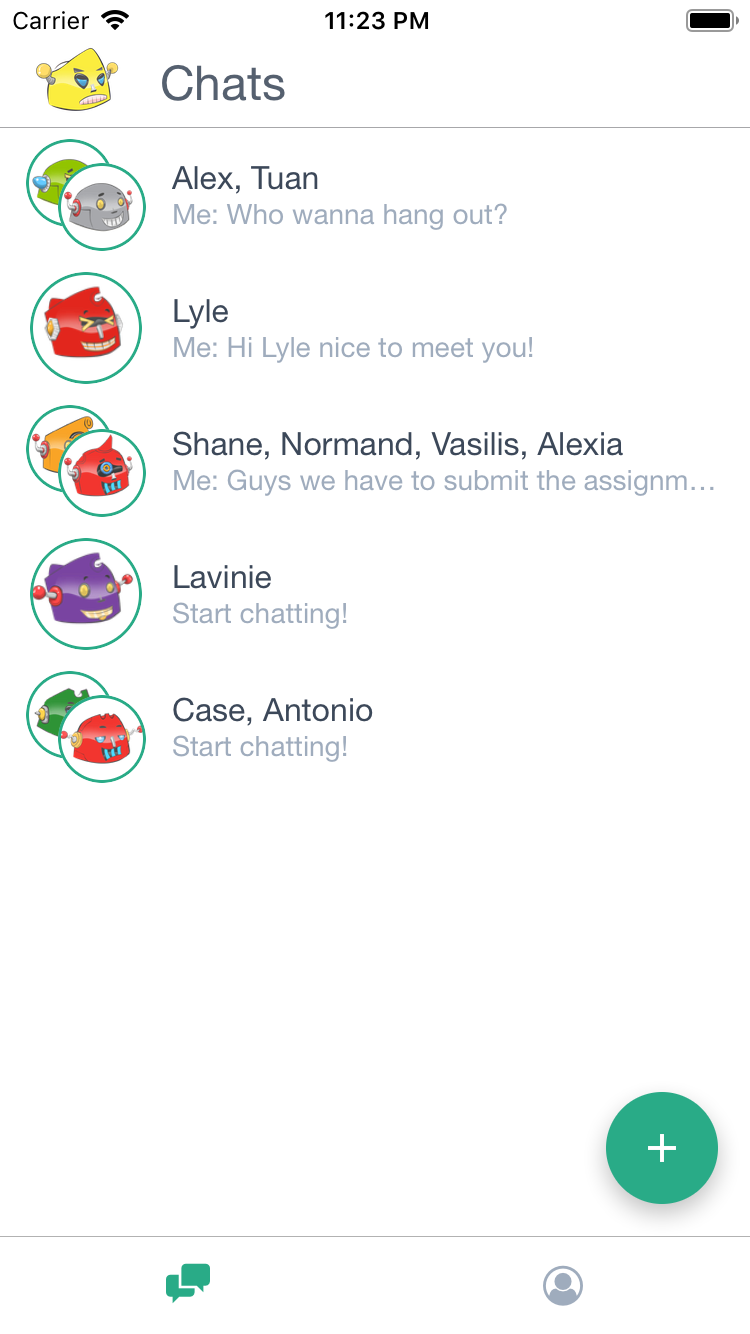 Carrier 11:23 PM
Chats
Alex, Tuan
Me: Who wanna hang out?
Lyle
Me: Hi Lyle nice to meet you!
Shane, Normand, Vasilis, Alexia
Me: Guys we have to submit the assignm…
Lavinie
Start chatting!
Case, Antonio
Start chatting!